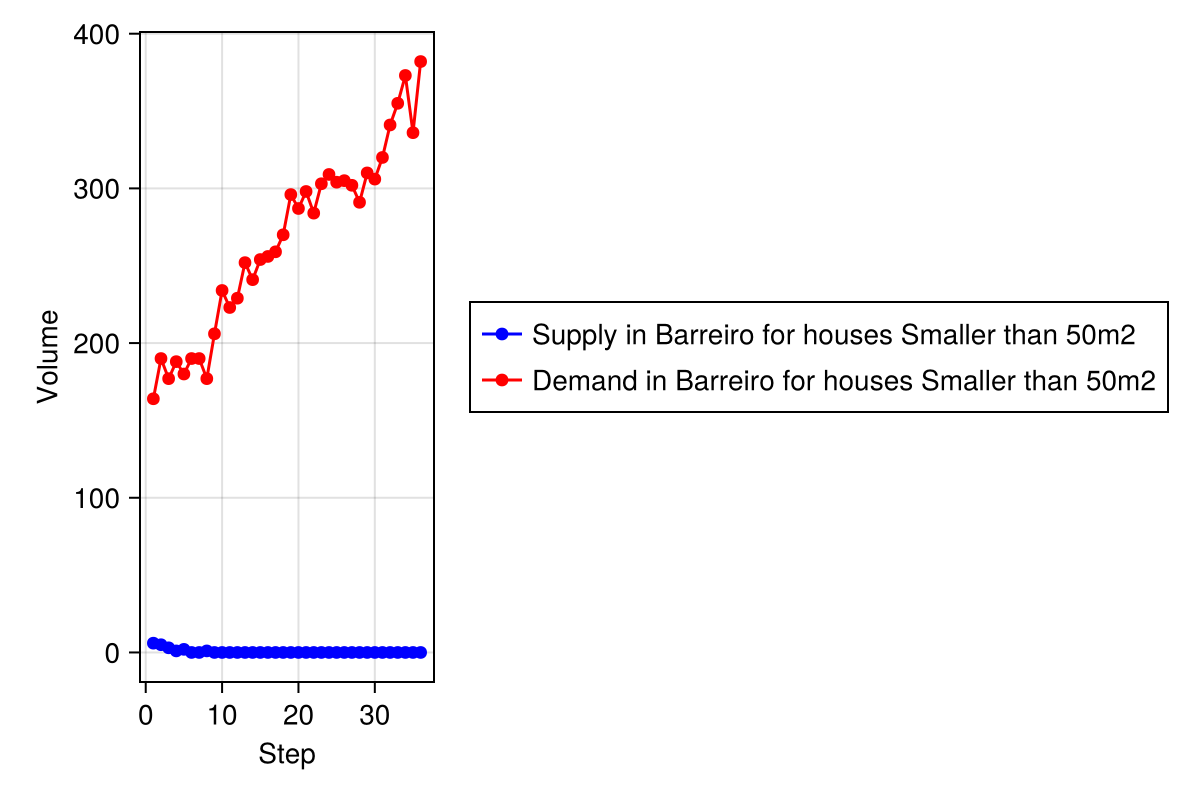 400
300
200
100
0
Volume
0 10 20 30
Step
Supply in Barreiro for houses Smaller than 50m2
Demand in Barreiro for houses Smaller than 50m2